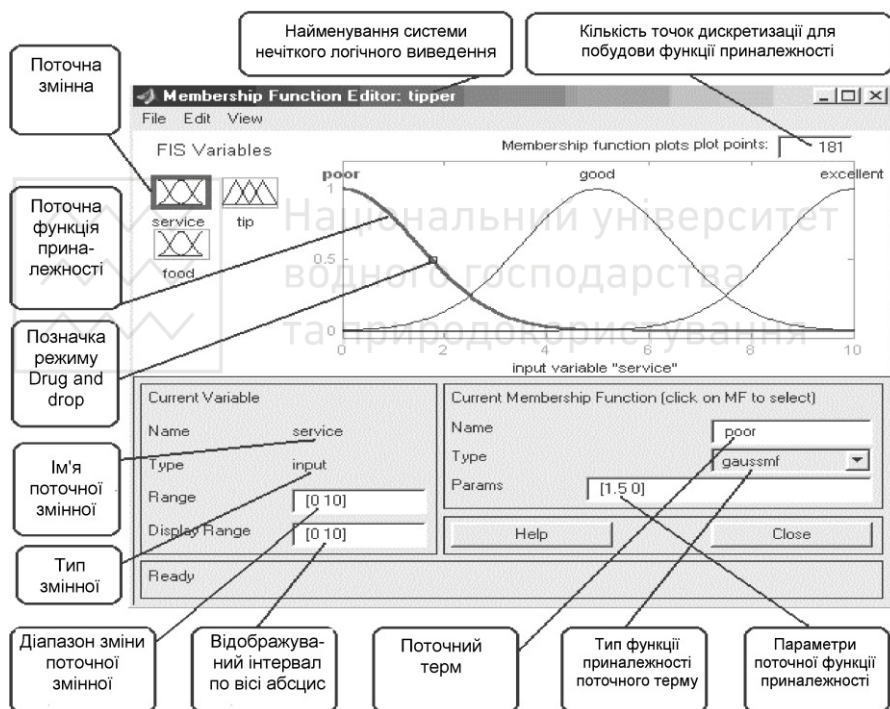 Найменування системи
нечіткого логічного виведення
Кількість точок дискретизації для
побудови функції приналежності
Поточна
змінна
Membership Function Editor: tipper
File Edit View
FIS Variables
Membership function plots plot points:
181
poor
good
excellent
1
0.5
0
service
tip
food
Поточна
функція
прина-
лежності
Національний університет
водного господарства
та природокористування
0
2
4
6
8
10
input variable "service"
Позначка
режиму
Drug and
drop
Current Variable
Name
service
Type
input
Range
[0 10]
Display Range
[0 10]
Current Membership Function (click on MF to select)
Name
poor
Type
gaussmf
Params
[1.5 0]
Help
Close
Ready
Ім'я
поточної
змінної
Тип
змінної
Діапазон зміни
поточної
змінної
Відображува-
ний інтервал
по вісі абсцис
Поточний
терм
Тип функції
приналежності
поточного терму
Параметри
поточної функції
приналежності